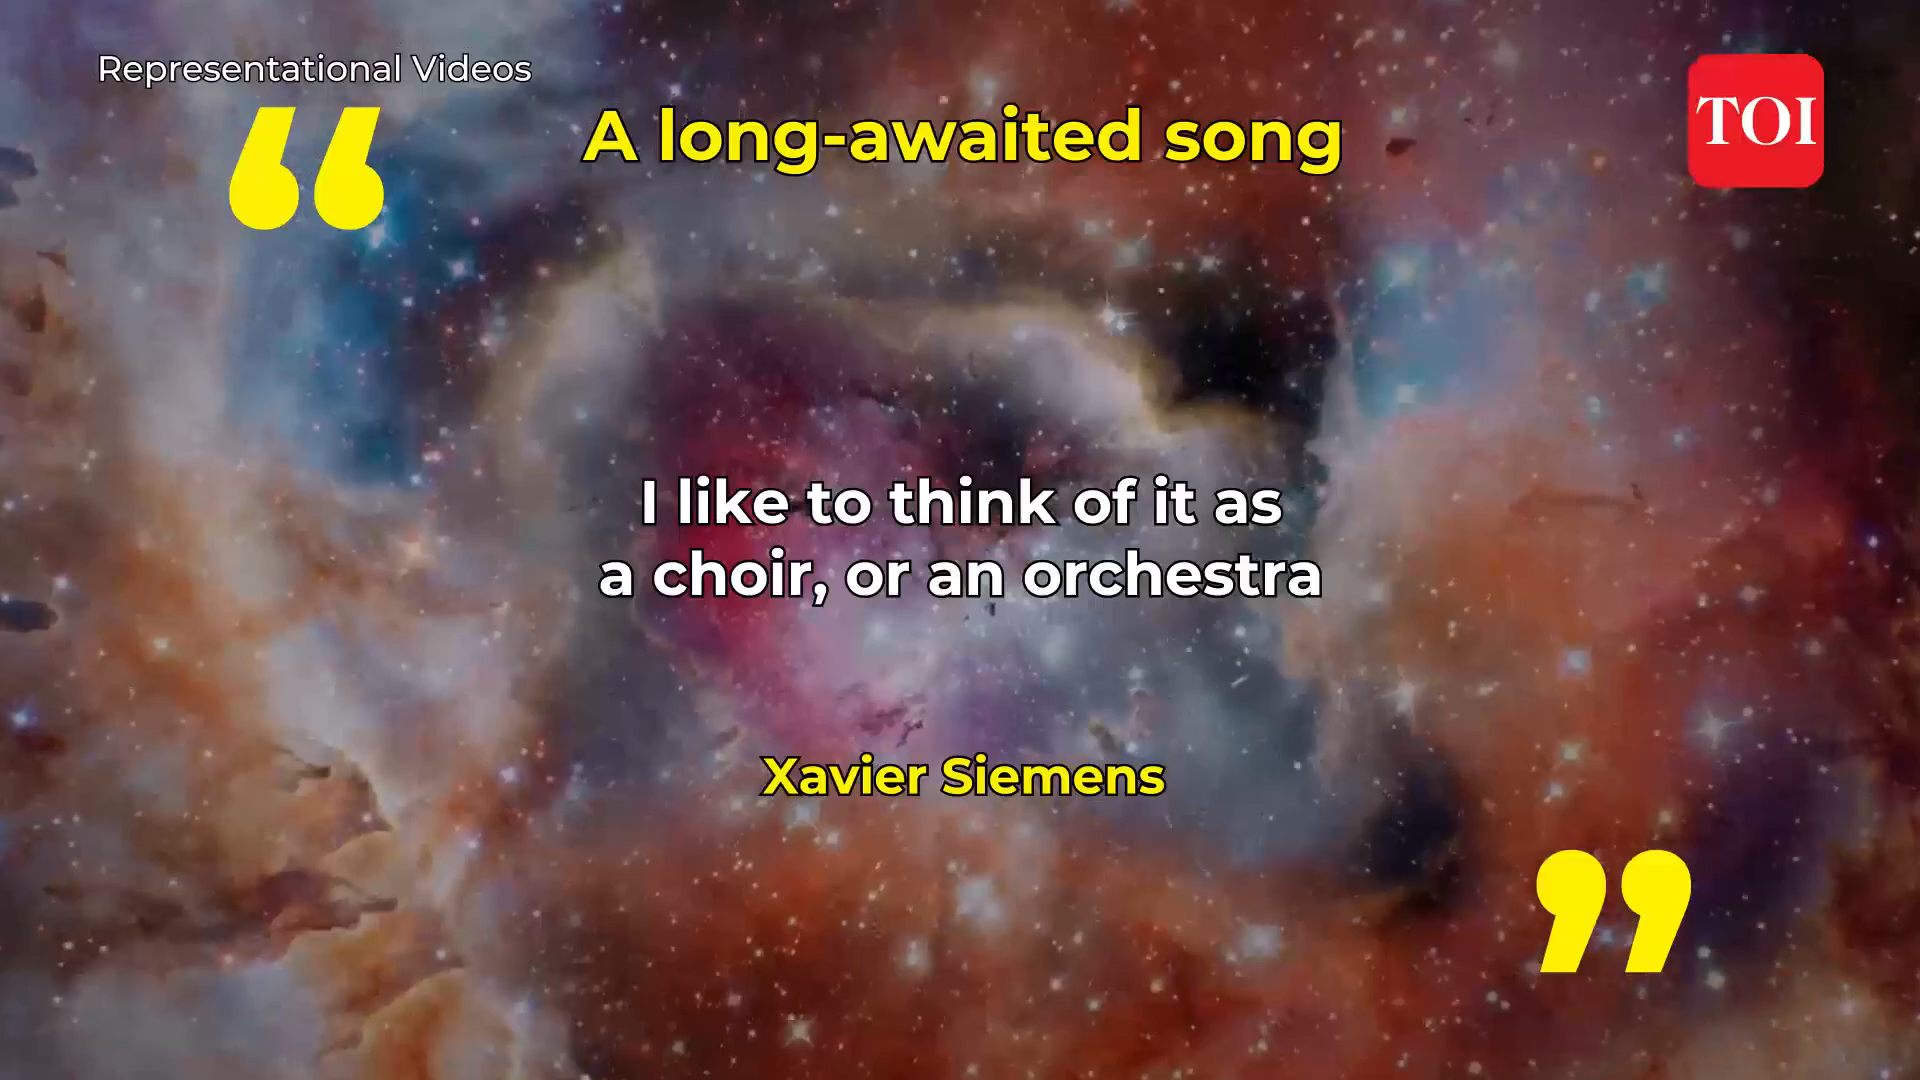 Representational Videos
A long-awaited song
TOI
“
I like to think of it as
a choir, or an orchestra
Xavier Siemens
”